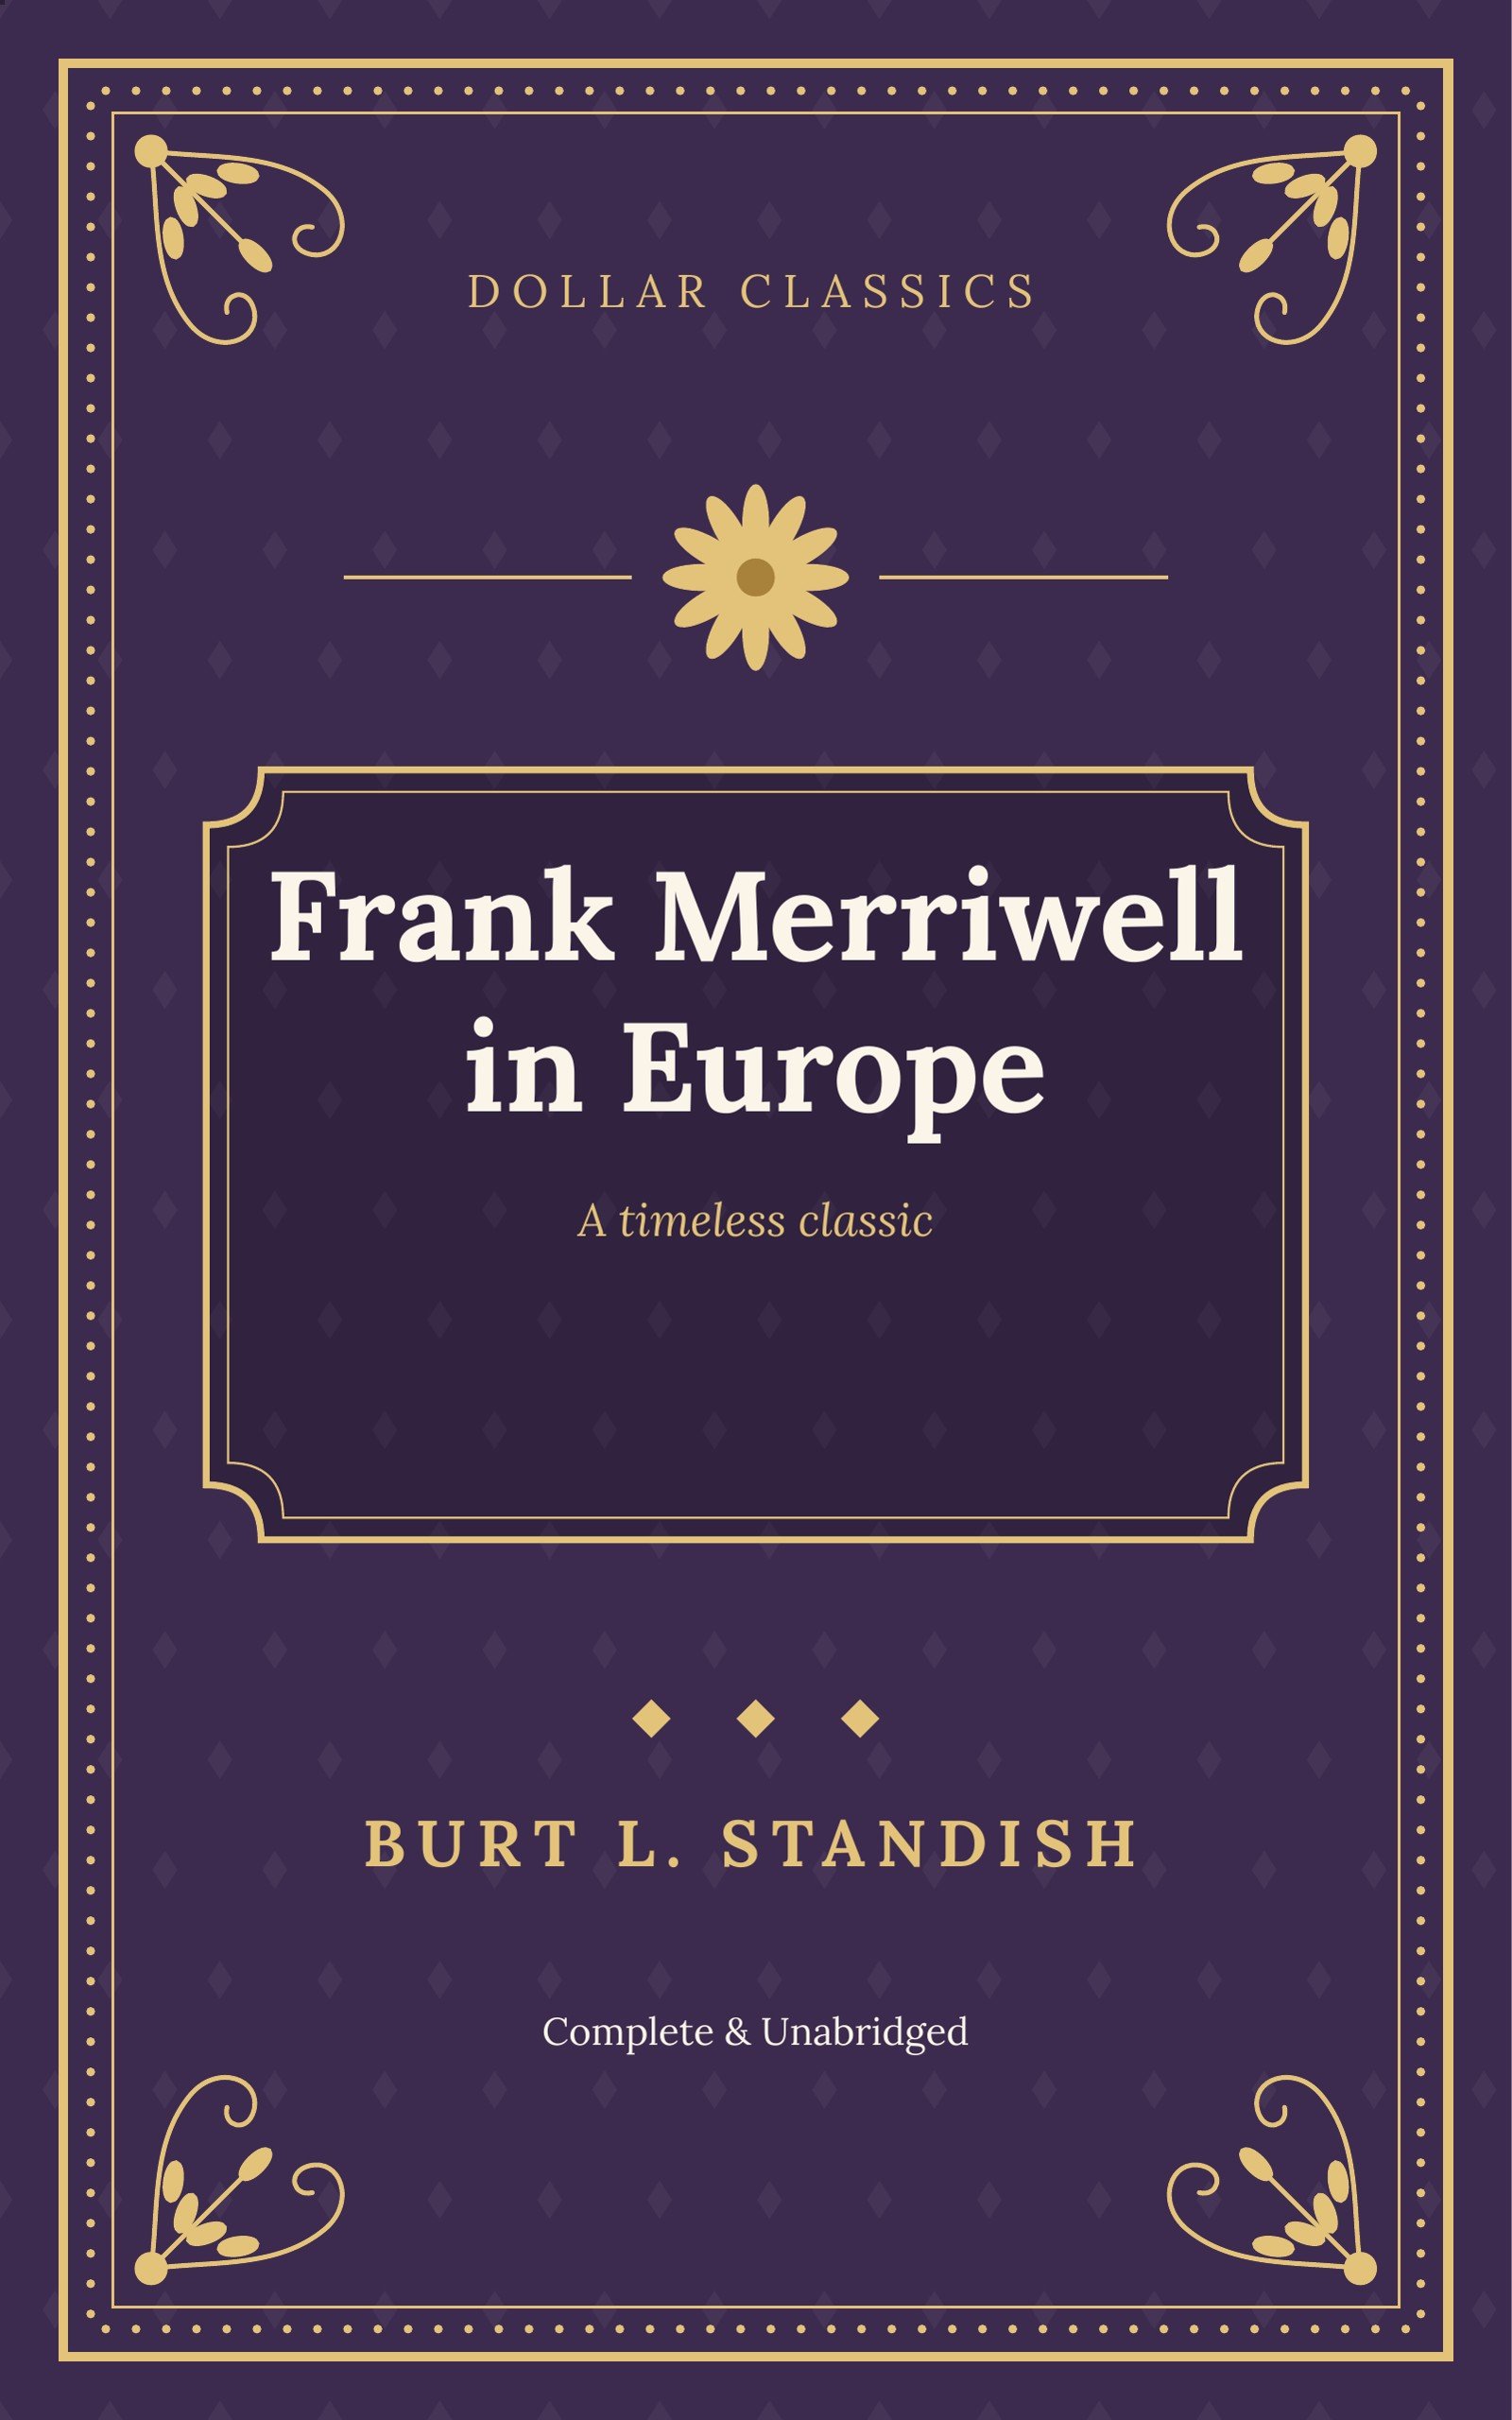 DOLLAR CLASSICS
Frank Merriwell
in Europe
A timeless classic
BURT L. STANDISH
Complete & Unabridged